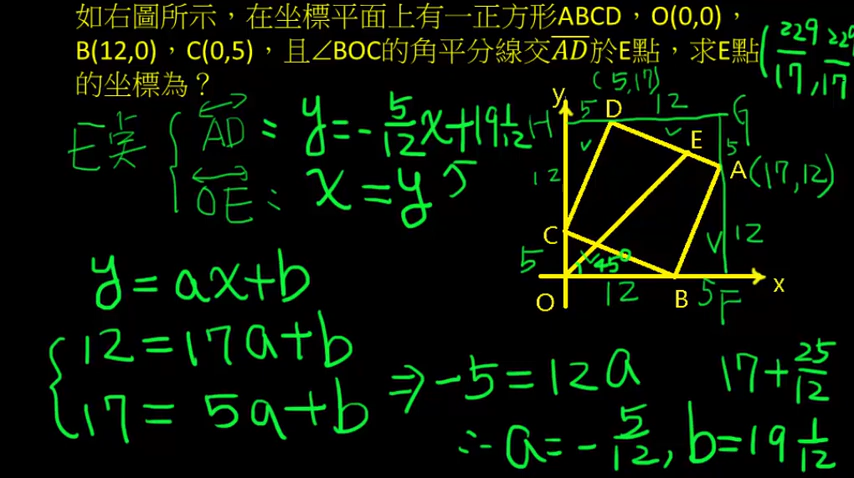 如右圖所示，在坐標平面上有一正方形ABCD，O(0,0)，
B(12,0)，C(0,5)，且∠BOC的角平分線交AD於E點，求E點
的坐標為？
(229/17, 229/17
(5,17)
y
5 D 12 G
H
E
5
AD = y=-5/12x+19 1/12
E
A(17,12)
12
OE: x=y
C
12
5
45°
x
O
12
B
5
F
y=ax+b
12=17a+b
17= 5a+b
⇒ -5=12a
17+25/12
∴a=-5/12, b=19 1/12